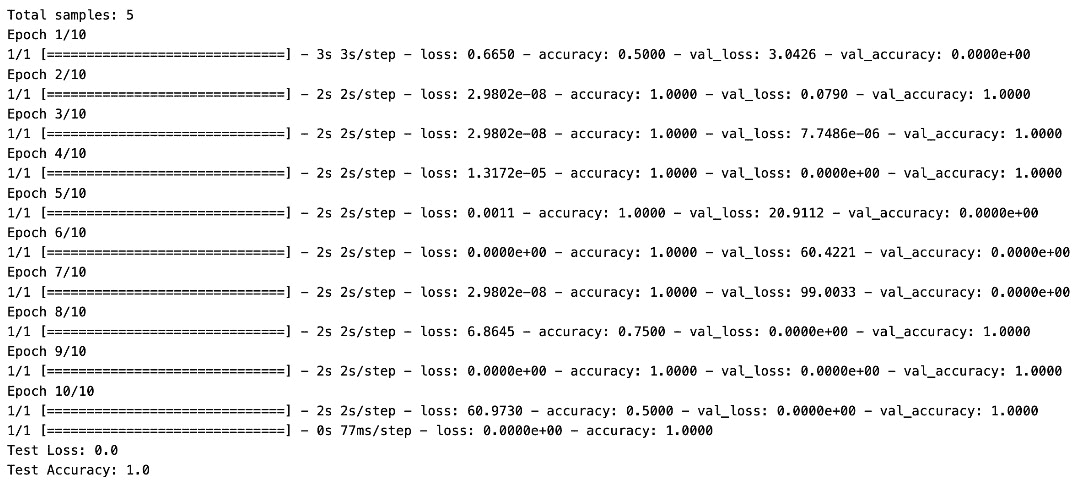 Total samples: 5
Epoch 1/10
1/1 [==============================] - 3s 3s/step - loss: 0.6650 - accuracy: 0.5000 - val_loss: 3.0426 - val_accuracy: 0.0000e+00
Epoch 2/10
1/1 [==============================] - 2s 2s/step - loss: 2.9802e-08 - accuracy: 1.0000 - val_loss: 0.0790 - val_accuracy: 1.0000
Epoch 3/10
1/1 [==============================] - 2s 2s/step - loss: 2.9802e-08 - accuracy: 1.0000 - val_loss: 7.7486e-06 - val_accuracy: 1.0000
Epoch 4/10
1/1 [==============================] - 2s 2s/step - loss: 1.3172e-05 - accuracy: 1.0000 - val_loss: 0.0000e+00 - val_accuracy: 1.0000
Epoch 5/10
1/1 [==============================] - 2s 2s/step - loss: 0.0011 - accuracy: 1.0000 - val_loss: 20.9112 - val_accuracy: 0.0000e+00
Epoch 6/10
1/1 [==============================] - 2s 2s/step - loss: 0.0000e+00 - accuracy: 1.0000 - val_loss: 60.4221 - val_accuracy: 0.0000e+00
Epoch 7/10
1/1 [==============================] - 2s 2s/step - loss: 2.9802e-08 - accuracy: 1.0000 - val_loss: 99.0033 - val_accuracy: 0.0000e+00
Epoch 8/10
1/1 [==============================] - 2s 2s/step - loss: 6.8645 - accuracy: 0.7500 - val_loss: 0.0000e+00 - val_accuracy: 1.0000
Epoch 9/10
1/1 [==============================] - 2s 2s/step - loss: 0.0000e+00 - accuracy: 1.0000 - val_loss: 0.0000e+00 - val_accuracy: 1.0000
Epoch 10/10
1/1 [==============================] - 2s 2s/step - loss: 60.9730 - accuracy: 0.5000 - val_loss: 0.0000e+00 - val_accuracy: 1.0000
1/1 [==============================] - 0s 77ms/step - loss: 0.0000e+00 - accuracy: 1.0000
Test Loss: 0.0
Test Accuracy: 1.0